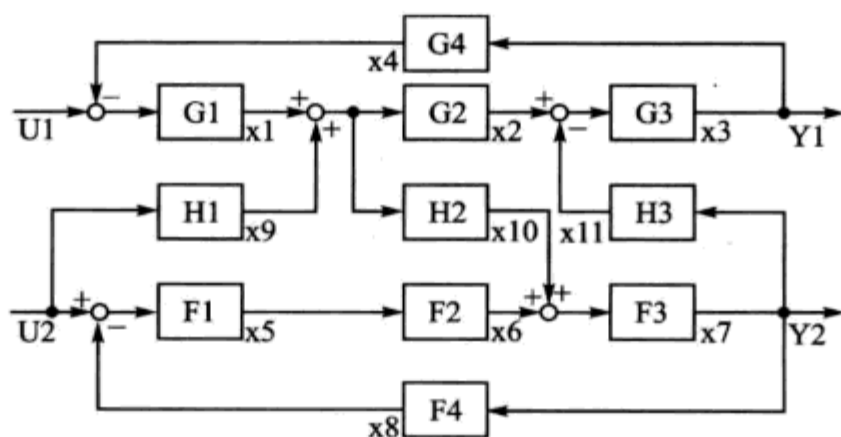 G4
x4
−
+
+
−
U1
G1
x1
+
G2
x2
G3
x3
Y1
H1
x9
H2
x10
x11
H3
+
−
+
+
U2
F1
x5
F2
x6
F3
x7
Y2
F4
x8